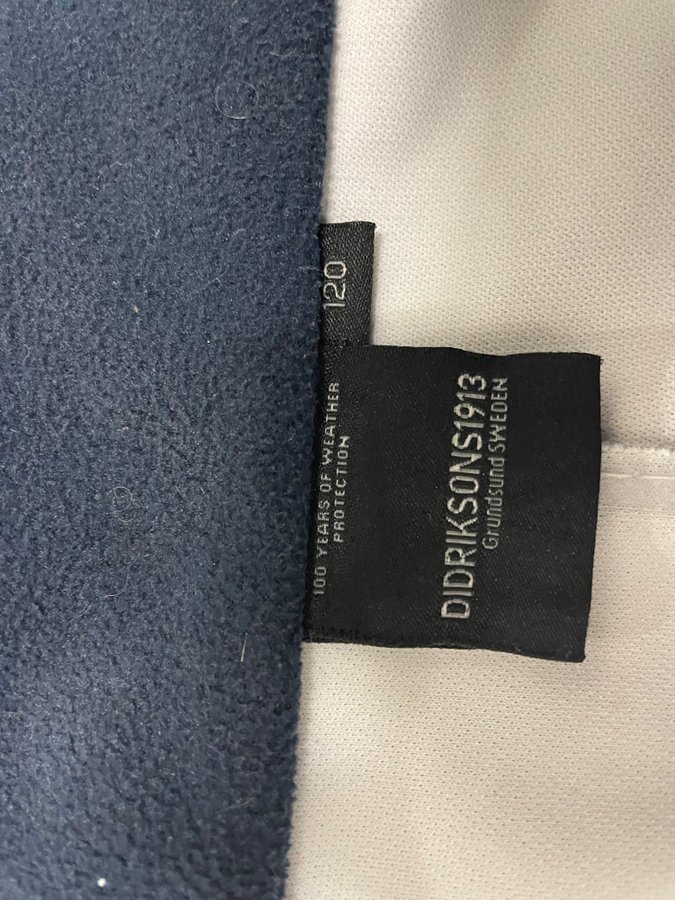 120
100 YEARS OF WEATHER
PROTECTION
DIDRIKSONS1913
Grundsund SWEDEN